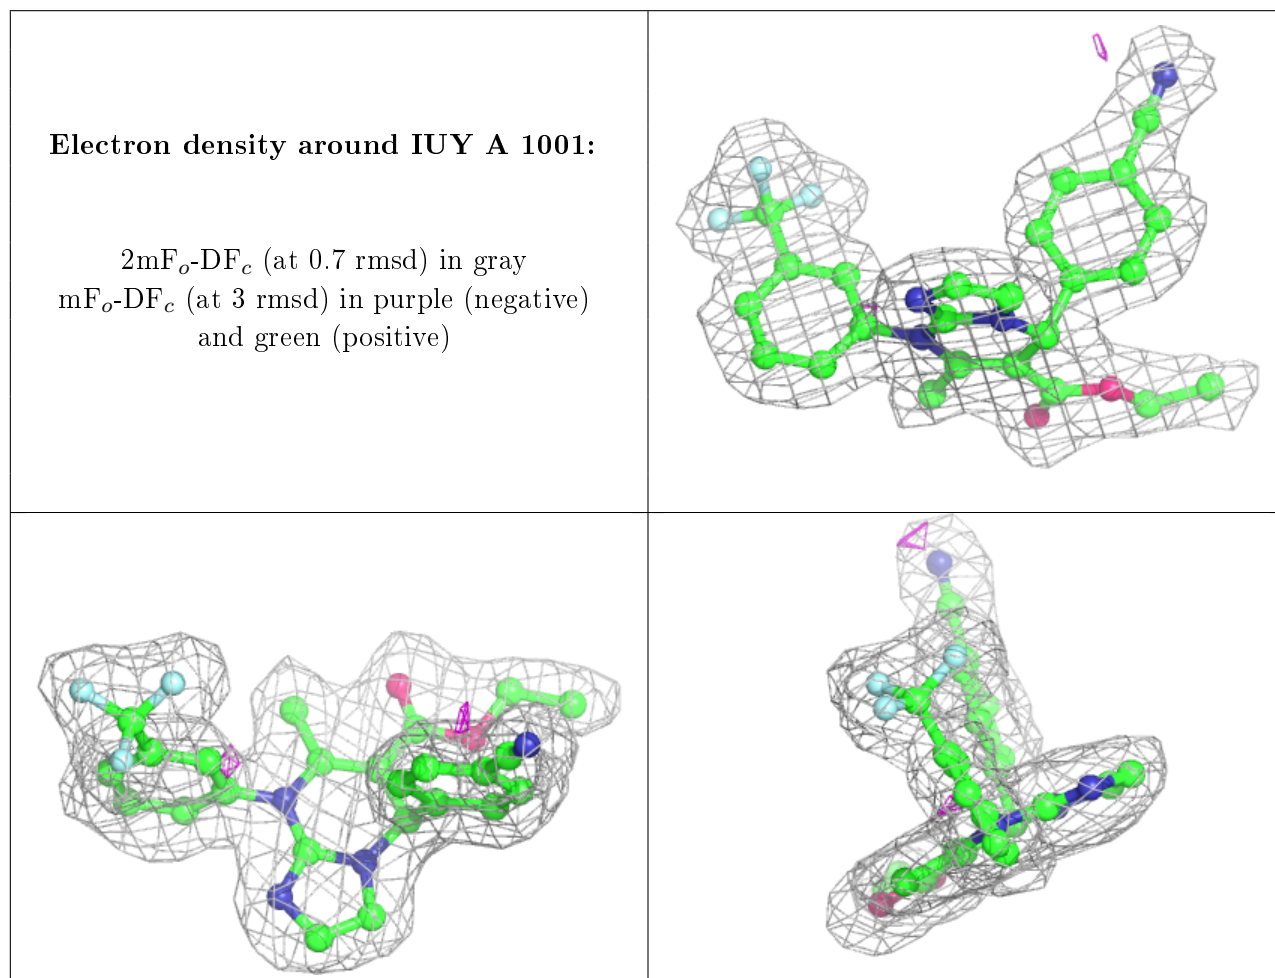 Electron density around IUY A 1001:
2mFo-DFc (at 0.7 rmsd) in gray
mFo-DFc (at 3 rmsd) in purple (negative)
and green (positive)